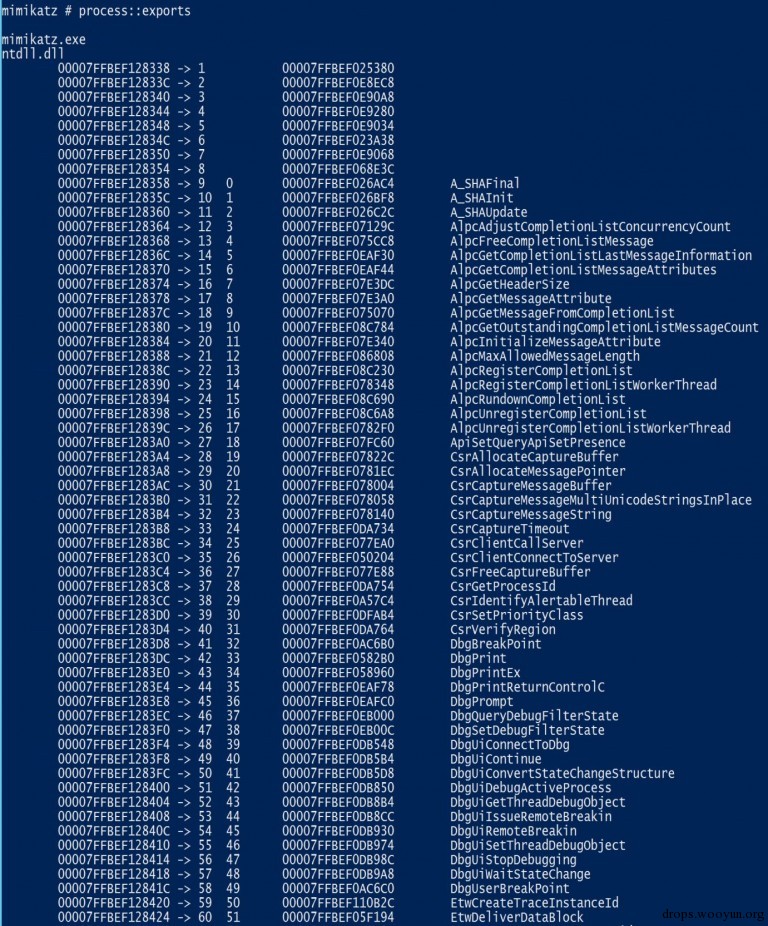 mimikatz # process::exports
mimikatz.exe
ntdll.dll
00007FFBEF128338 -> 1 00007FFBEF025380
00007FFBEF12833C -> 2 00007FFBEF0E8EC8
00007FFBEF128340 -> 3 00007FFBEF0E90A8
00007FFBEF128344 -> 4 00007FFBEF0E9280
00007FFBEF128348 -> 5 00007FFBEF0E9034
00007FFBEF12834C -> 6 00007FFBEF023A38
00007FFBEF128350 -> 7 00007FFBEF0E9068
00007FFBEF128354 -> 8 00007FFBEF068E3C
00007FFBEF128358 -> 9 0 00007FFBEF026AC4 A_SHAFinal
00007FFBEF12835C -> 10 1 00007FFBEF026BF8 A_SHAInit
00007FFBEF128360 -> 11 2 00007FFBEF026C2C A_SHAUpdate
00007FFBEF128364 -> 12 3 00007FFBEF07129C AlpcAdjustCompletionListConcurrencyCount
00007FFBEF128368 -> 13 4 00007FFBEF075CC8 AlpcFreeCompletionListMessage
00007FFBEF12836C -> 14 5 00007FFBEF0EAF30 AlpcGetCompletionListLastMessageInformation
00007FFBEF128370 -> 15 6 00007FFBEF0EAF44 AlpcGetCompletionListMessageAttributes
00007FFBEF128374 -> 16 7 00007FFBEF07E3DC AlpcGetHeaderSize
00007FFBEF128378 -> 17 8 00007FFBEF07E3A0 AlpcGetMessageAttribute
00007FFBEF12837C -> 18 9 00007FFBEF075070 AlpcGetMessageFromCompletionList
00007FFBEF128380 -> 19 10 00007FFBEF08C784 AlpcGetOutstandingCompletionListMessageCount
00007FFBEF128384 -> 20 11 00007FFBEF07E340 AlpcInitializeMessageAttribute
00007FFBEF128388 -> 21 12 00007FFBEF086808 AlpcMaxAllowedMessageLength
00007FFBEF12838C -> 22 13 00007FFBEF08C230 AlpcRegisterCompletionList
00007FFBEF128390 -> 23 14 00007FFBEF078348 AlpcRegisterCompletionListWorkerThread
00007FFBEF128394 -> 24 15 00007FFBEF08C690 AlpcRundownCompletionList
00007FFBEF128398 -> 25 16 00007FFBEF08C6A8 AlpcUnregisterCompletionList
00007FFBEF12839C -> 26 17 00007FFBEF0782F0 AlpcUnregisterCompletionListWorkerThread
00007FFBEF1283A0 -> 27 18 00007FFBEF07FC60 ApiSetQueryApiSetPresence
00007FFBEF1283A4 -> 28 19 00007FFBEF07822C CsrAllocateCaptureBuffer
00007FFBEF1283A8 -> 29 20 00007FFBEF0781EC CsrAllocateMessagePointer
00007FFBEF1283AC -> 30 21 00007FFBEF078004 CsrCaptureMessageBuffer
00007FFBEF1283B0 -> 31 22 00007FFBEF078058 CsrCaptureMessageMultiUnicodeStringsInPlace
00007FFBEF1283B4 -> 32 23 00007FFBEF078140 CsrCaptureMessageString
00007FFBEF1283B8 -> 33 24 00007FFBEF0DA734 CsrCaptureTimeout
00007FFBEF1283BC -> 34 25 00007FFBEF077EA0 CsrClientCallServer
00007FFBEF1283C0 -> 35 26 00007FFBEF050204 CsrClientConnectToServer
00007FFBEF1283C4 -> 36 27 00007FFBEF077E88 CsrFreeCaptureBuffer
00007FFBEF1283C8 -> 37 28 00007FFBEF0DA754 CsrGetProcessId
00007FFBEF1283CC -> 38 29 00007FFBEF0A57C4 CsrIdentifyAlertableThread
00007FFBEF1283D0 -> 39 30 00007FFBEF0DFAB4 CsrSetPriorityClass
00007FFBEF1283D4 -> 40 31 00007FFBEF0DA764 CsrVerifyRegion
00007FFBEF1283D8 -> 41 32 00007FFBEF0AC6B0 DbgBreakPoint
00007FFBEF1283DC -> 42 33 00007FFBEF0582B0 DbgPrint
00007FFBEF1283E0 -> 43 34 00007FFBEF058960 DbgPrintEx
00007FFBEF1283E4 -> 44 35 00007FFBEF0EAF78 DbgPrintReturnControlC
00007FFBEF1283E8 -> 45 36 00007FFBEF0EAFC0 DbgPrompt
00007FFBEF1283EC -> 46 37 00007FFBEF0EB000 DbgQueryDebugFilterState
00007FFBEF1283F0 -> 47 38 00007FFBEF0EB00C DbgSetDebugFilterState
00007FFBEF1283F4 -> 48 39 00007FFBEF0DB548 DbgUiConnectToDbg
00007FFBEF1283F8 -> 49 40 00007FFBEF0DB5B4 DbgUiContinue
00007FFBEF1283FC -> 50 41 00007FFBEF0DB5D8 DbgUiConvertStateChangeStructure
00007FFBEF128400 -> 51 42 00007FFBEF0DB850 DbgUiDebugActiveProcess
00007FFBEF128404 -> 52 43 00007FFBEF0DB8B4 DbgUiGetThreadDebugObject
00007FFBEF128408 -> 53 44 00007FFBEF0DB8CC DbgUiIssueRemoteBreakin
00007FFBEF12840C -> 54 45 00007FFBEF0DB930 DbgUiRemoteBreakin
00007FFBEF128410 -> 55 46 00007FFBEF0DB974 DbgUiSetThreadDebugObject
00007FFBEF128414 -> 56 47 00007FFBEF0DB98C DbgUiStopDebugging
00007FFBEF128418 -> 57 48 00007FFBEF0DB9A8 DbgUiWaitStateChange
00007FFBEF12841C -> 58 49 00007FFBEF0AC6C0 DbgUserBreakPoint
00007FFBEF128420 -> 59 50 00007FFBEF110B2C EtwCreateTraceInstanceId
00007FFBEF128424 -> 60 51 00007FFBEF05F194 EtwDeliverDataBlock
drops.wooyun.org